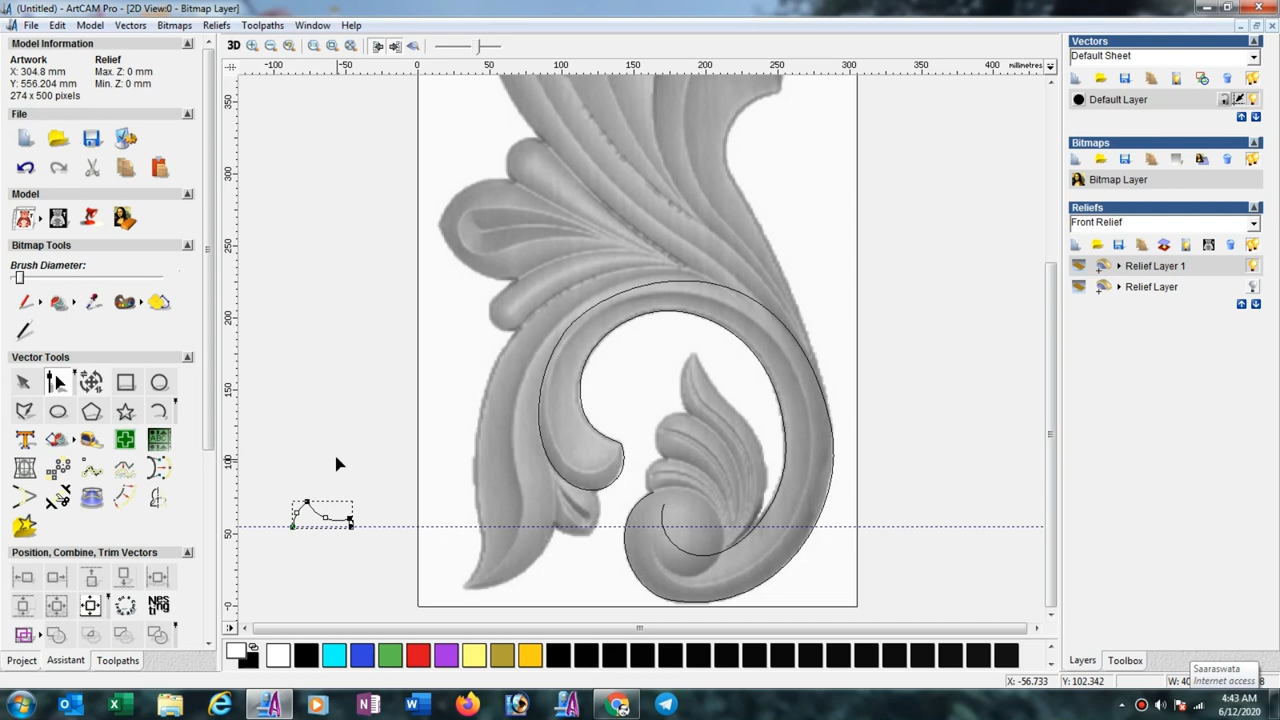 (Untitled) - ArtCAM Pro - [2D View:0 - Bitmap Layer]
File Edit Model Vectors Bitmaps Reliefs Toolpaths Window Help
Model Information
Artwork Relief
X: 304.8 mm Max. Z: 0 mm
Y: 556.204 mm Min. Z: 0 mm
274 x 500 pixels
File
Model
Bitmap Tools
Brush Diameter:
Vector Tools
Position, Combine, Trim Vectors
Project Assistant Toolpaths
3D
-100 -50 50 100 150 200 250 300 350 400 millimetres
350
300
250
200
150
100
50
-0
Vectors
Default Sheet
Default Layer
Bitmaps
Bitmap Layer
Reliefs
Front Relief
Relief Layer 1
Relief Layer
Layers Toolbox
Saaraswata
Internet access
X: -56.733 Y: 102.342 W: 40 8
4:43 AM
6/12/2020